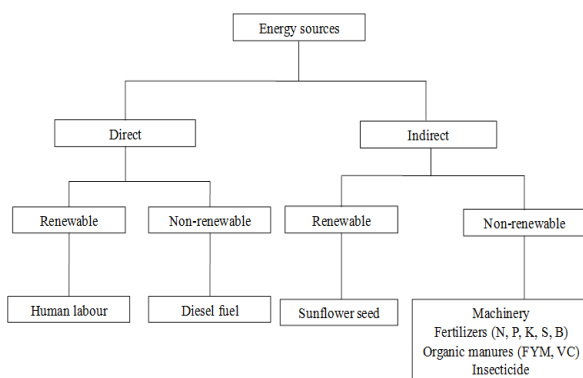 Energy sources
Direct
Indirect
Renewable
Non-renewable
Renewable
Non-renewable
Human labour
Diesel fuel
Sunflower seed
Machinery
Fertilizers (N, P, K, S, B)
Organic manures (FYM, VC)
Insecticide